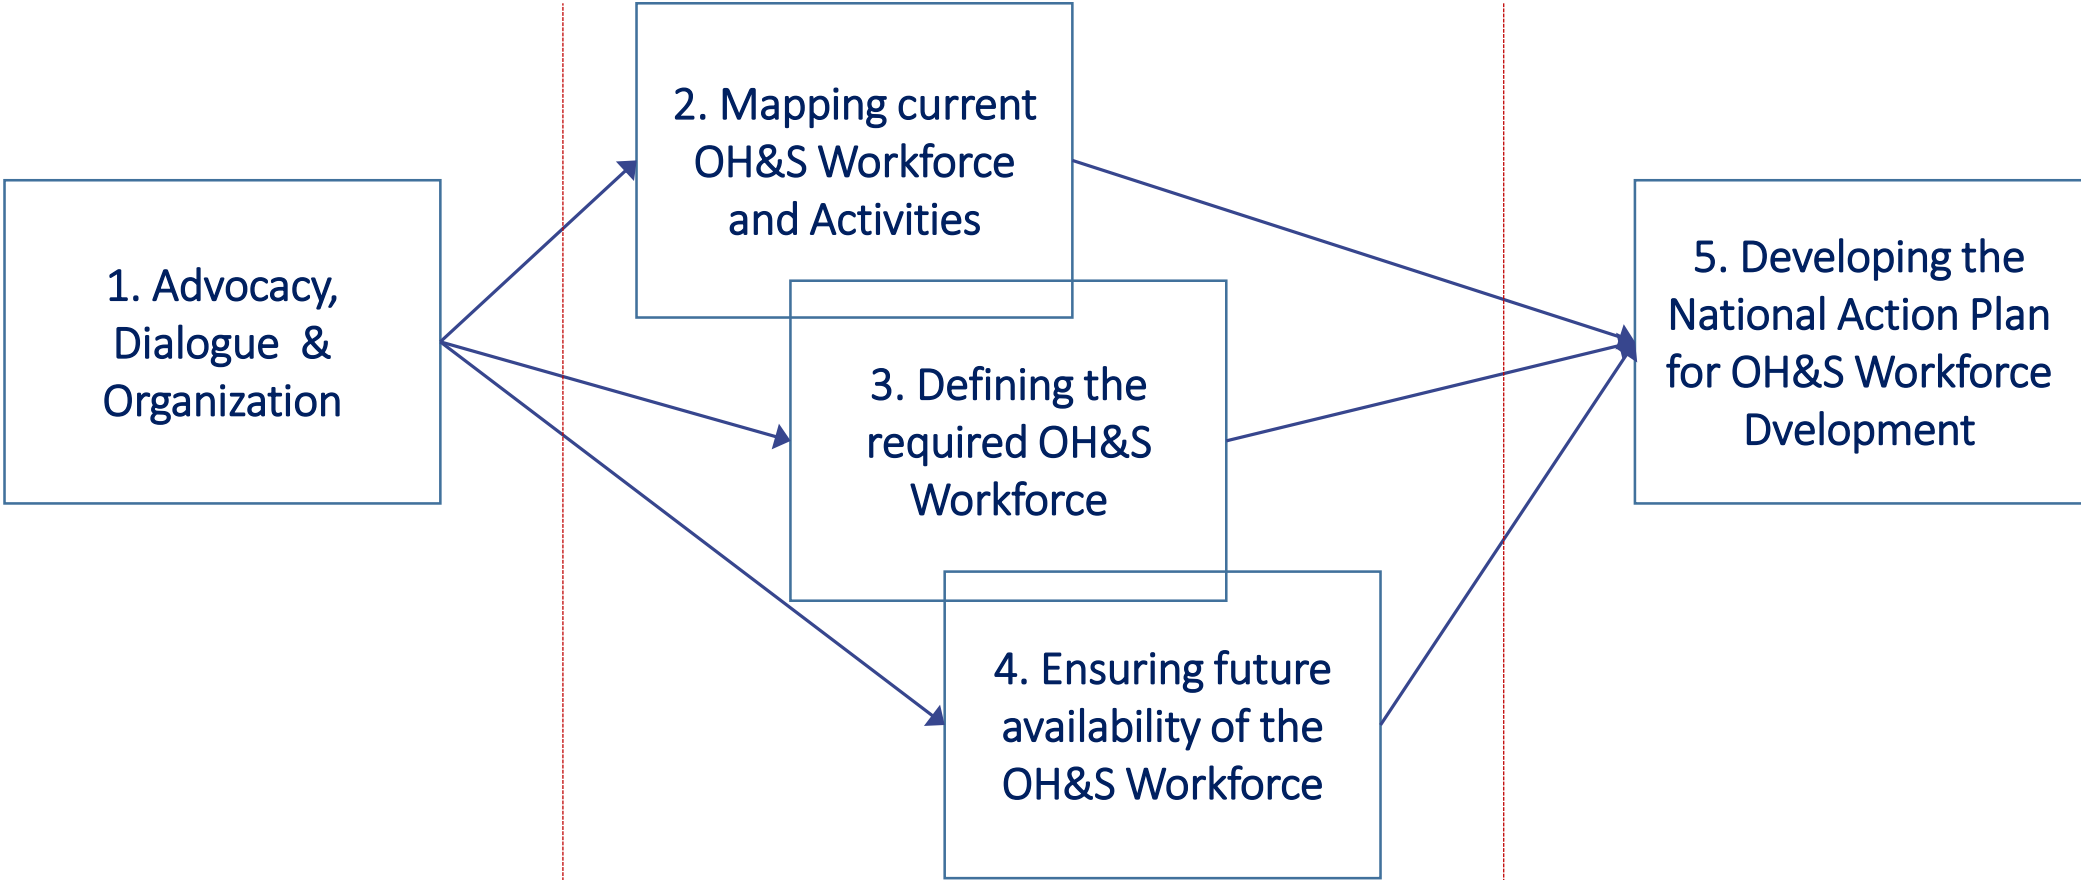 1. Advocacy,
Dialogue & 
Organization
2. Mapping current
OH&S Workforce
and Activities
3. Defining the
required OH&S
Workforce
4. Ensuring future
availability of the
OH&S Workforce
5. Developing the
National Action Plan
for OH&S Workforce
Dvelopment